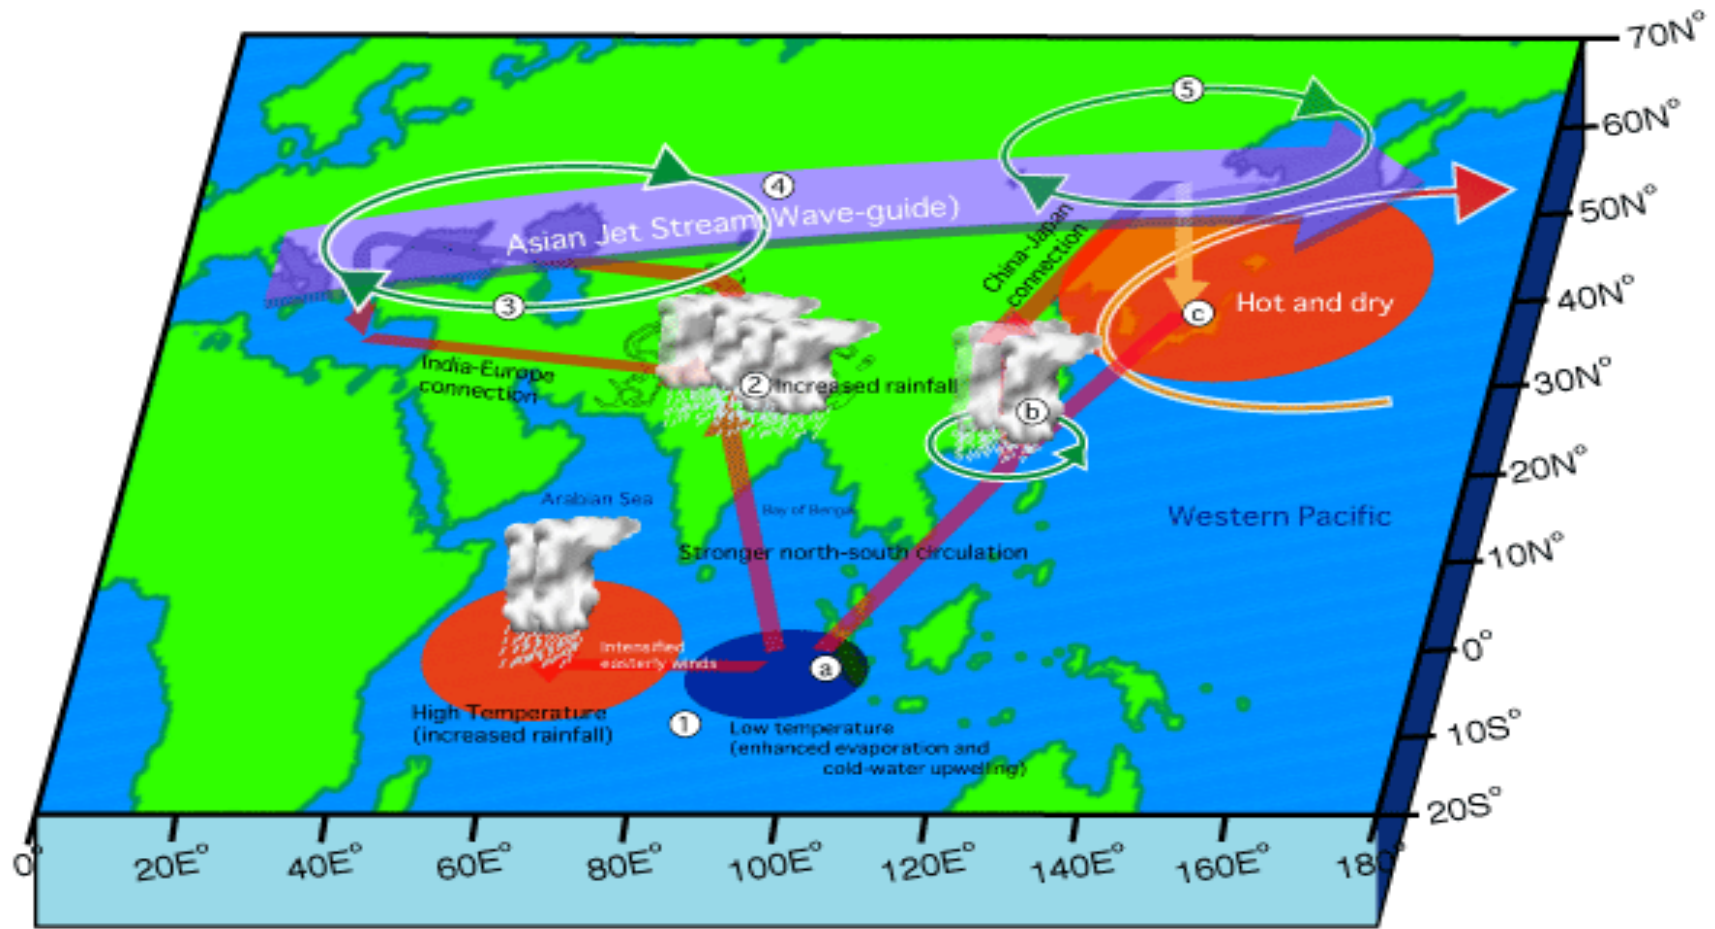 70N°
60N°
50N°
40N°
30N°
20N°
10N°
0°
10S°
20S°
5
4
Asian Jet Stream(Wave-guide)
3
China-Japan
connection
c
Hot and dry
India-Europe
connection
2 Increased rainfall
b
Arabian Sea
Bay of Bengal
Western Pacific
Stronger north-south circulation
Intensified
easterly winds
a
High Temperature
(increased rainfall)
1
Low temperature
(enhanced evaporation and
cold-water upwelling)
0° 20E° 40E° 60E° 80E° 100E° 120E° 140E° 160E° 180°